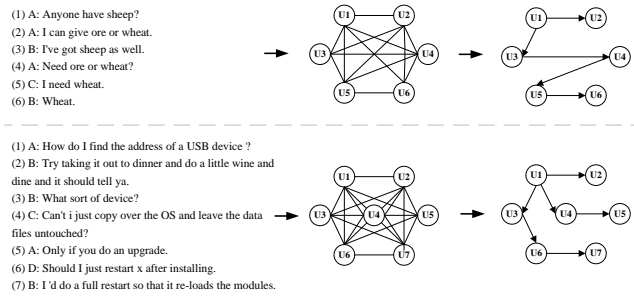 (1) A: Anyone have sheep?
(2) A: I can give ore or wheat.
(3) B: I've got sheep as well.
(4) A: Need ore or wheat?
(5) C: I need wheat.
(6) B: Wheat.
U1 U2
U3 U4
U5 U6
U1 U2
U3 U4
U5 U6
(1) A: How do I find the address of a USB device ?
(2) B: Try taking it out to dinner and do a little wine and
dine and it should tell ya.
(3) B: What sort of device?
(4) C: Can't i just copy over the OS and leave the data
files untouched?
(5) A: Only if you do an upgrade.
(6) D: Should I just restart x after installing.
(7) B: I 'd do a full restart so that it re-loads the modules.
U1 U2
U3 U4 U5
U6 U7
U1 U2
U3 U4 U5
U6 U7